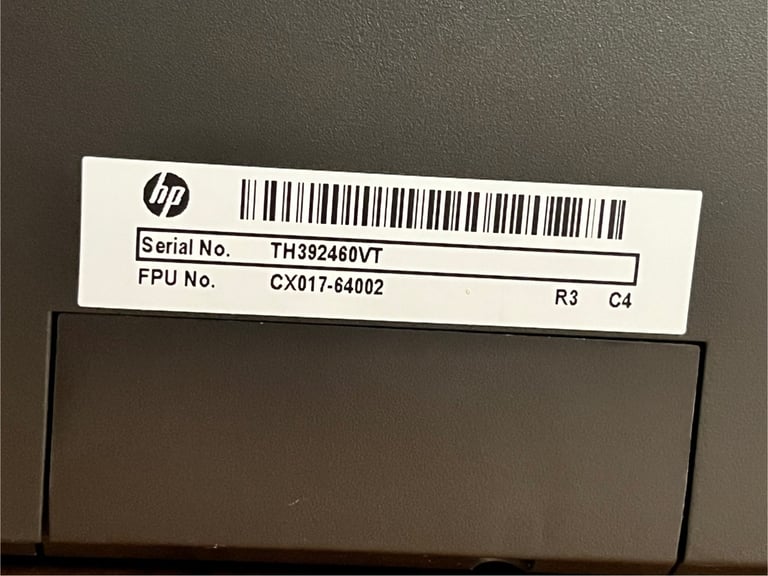 hp
Serial No. TH392460VT
FPU No. CX017-64002 R3 C4